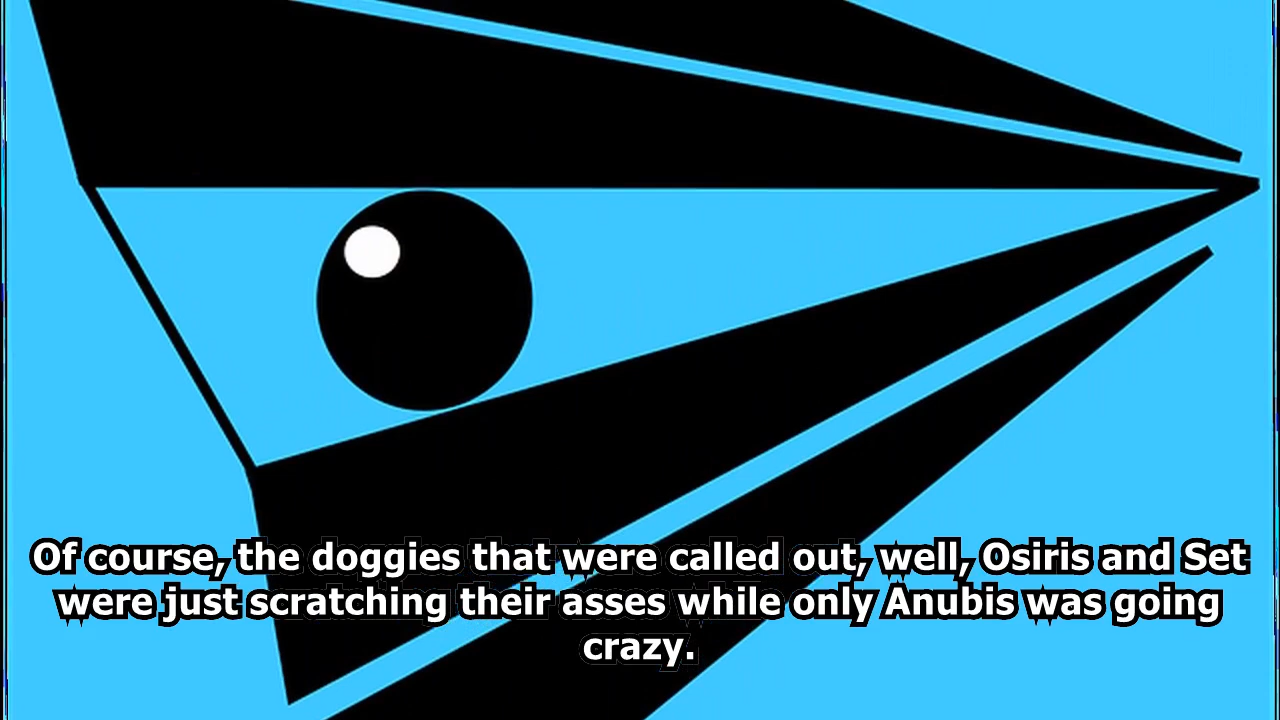 Of course, the doggies that were called out, well, Osiris and Set
were just scratching their asses while only Anubis was going
crazy.